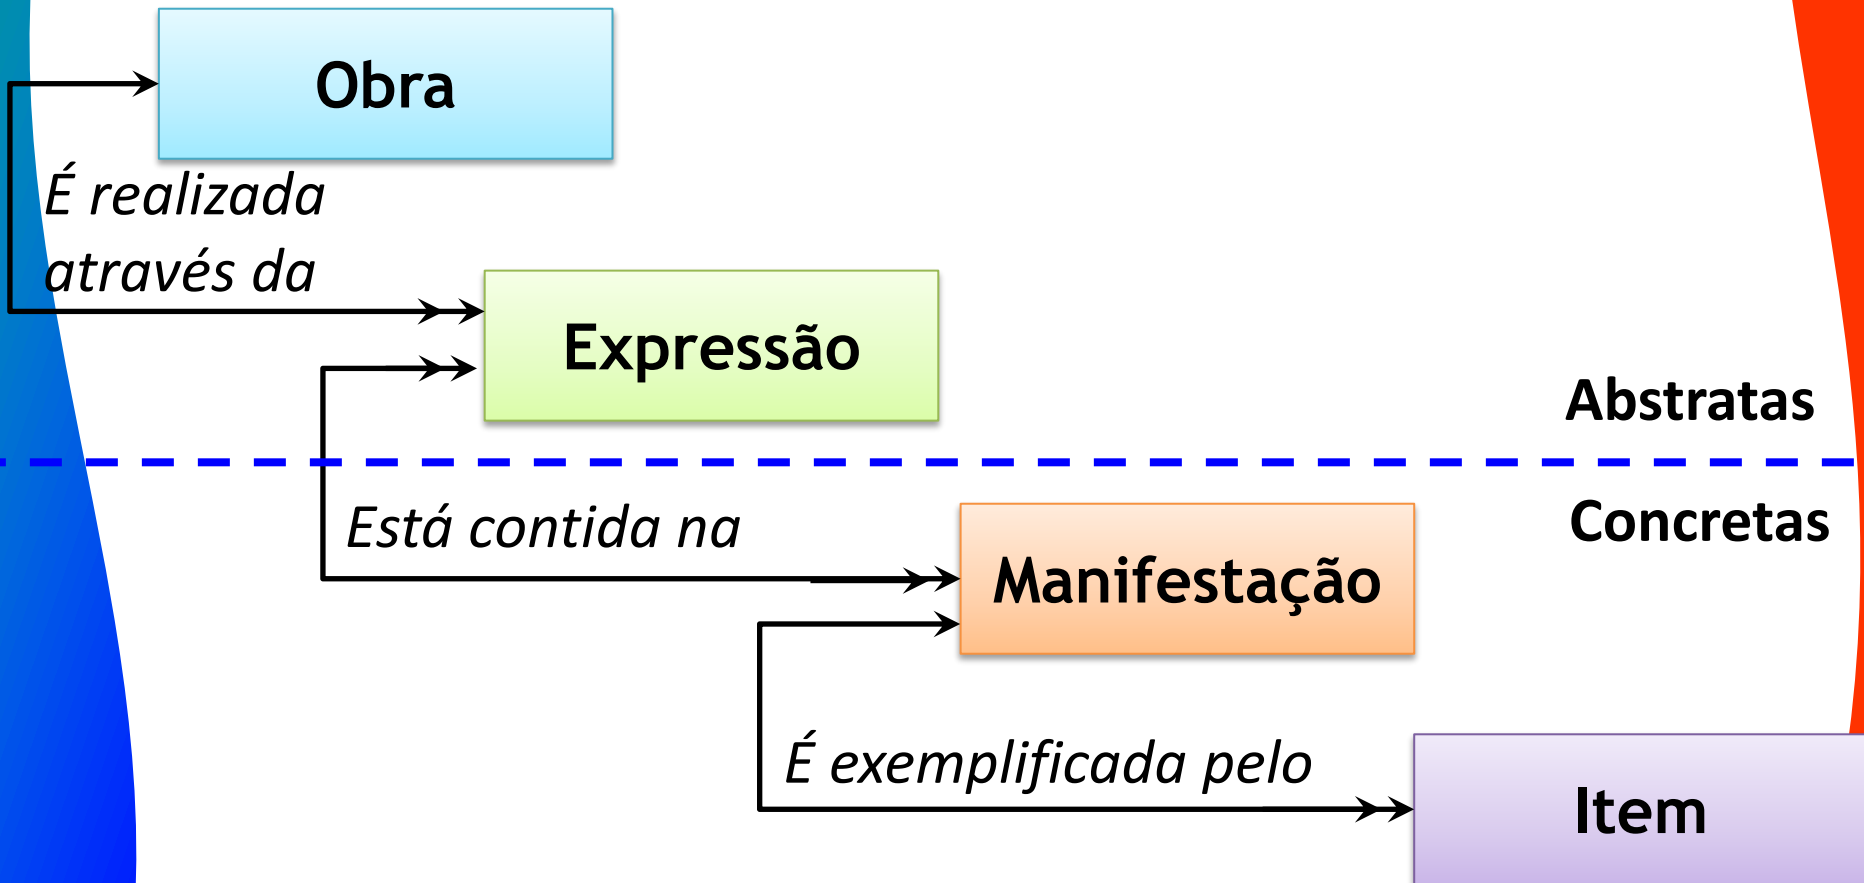 Obra
É realizada
através da
Expressão
Abstratas
Está contida na
Concretas
Manifestação
É exemplificada pelo
Item